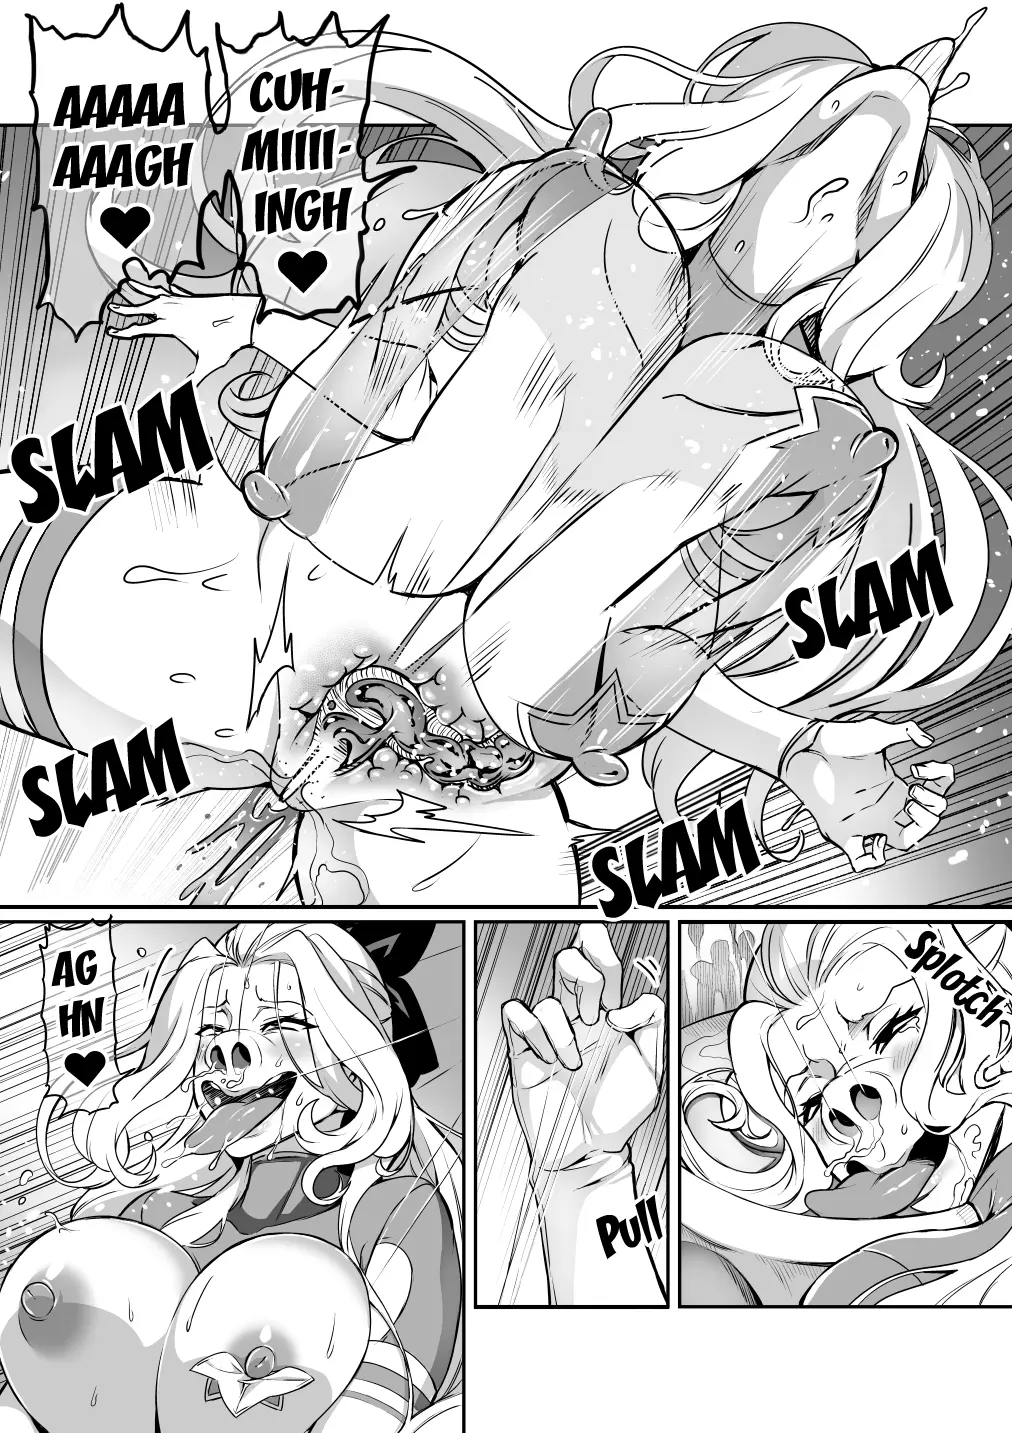 AAAAA
AAAGH
♥
CUH-
MIIII-
INGH
♥
SLAM
SLAM
SLAM
SLAM
AG
HN
♥
Pull
Splotch